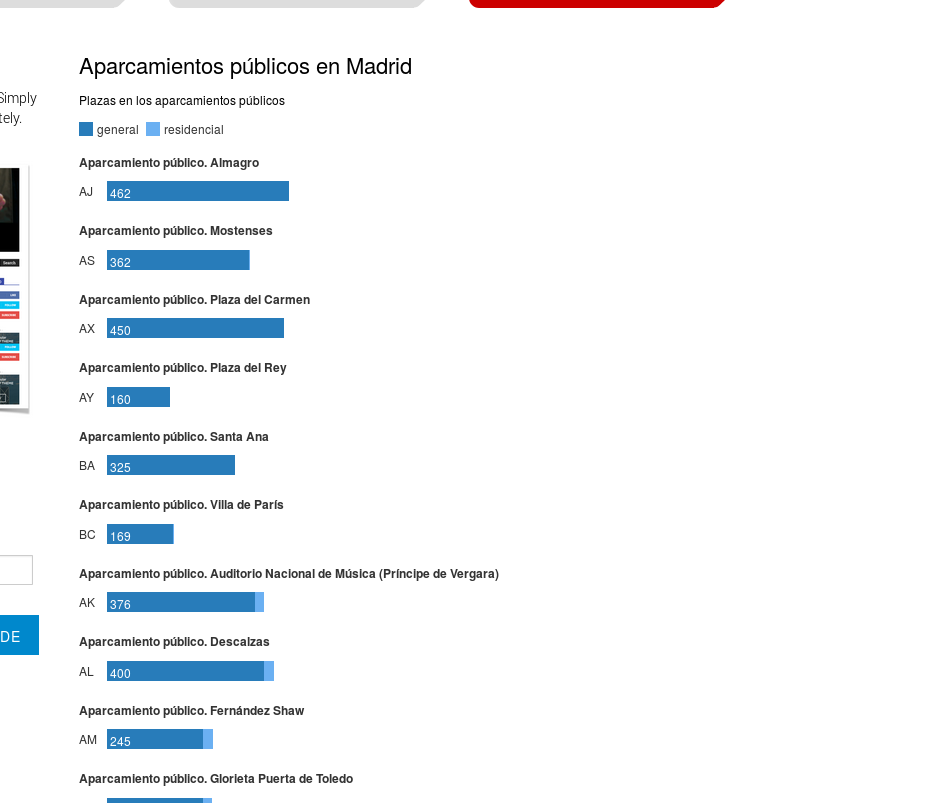 Simply
tely.
Search
DE
Aparcamientos públicos en Madrid
Plazas en los aparcamientos públicos
general residencial
Aparcamiento público. Almagro
AJ 462
Aparcamiento público. Mostenses
AS 362
Aparcamiento público. Plaza del Carmen
AX 450
Aparcamiento público. Plaza del Rey
AY 160
Aparcamiento público. Santa Ana
BA 325
Aparcamiento público. Villa de París
BC 169
Aparcamiento público. Auditorio Nacional de Música (Príncipe de Vergara)
AK 376
Aparcamiento público. Descalzas
AL 400
Aparcamiento público. Fernández Shaw
AM 245
Aparcamiento público. Glorieta Puerta de Toledo